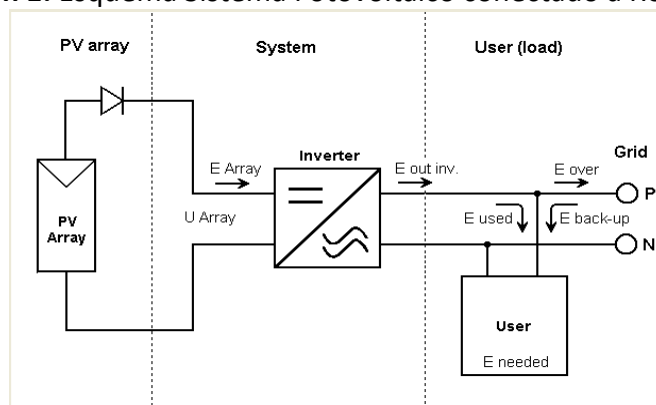 Esquema Sistema Fotovoltaico conectado a
PV array
System
User (load)
Grid
Inverter
E Array
E out inv.
E over
P
PV
Array
U Array
E used
E back-up
N
User
E needed